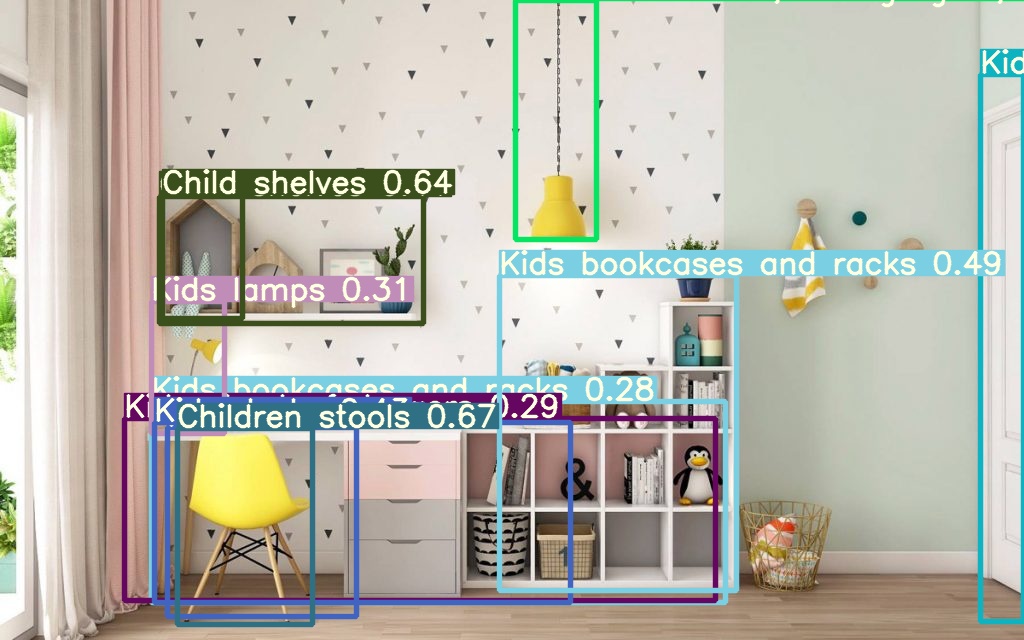 Kid
Child shelves 0.64
Kids bookcases and racks 0.49
Kids lamps 0.31
Kids bookcases and racks 0.28
0.29
Children stools 0.67
&